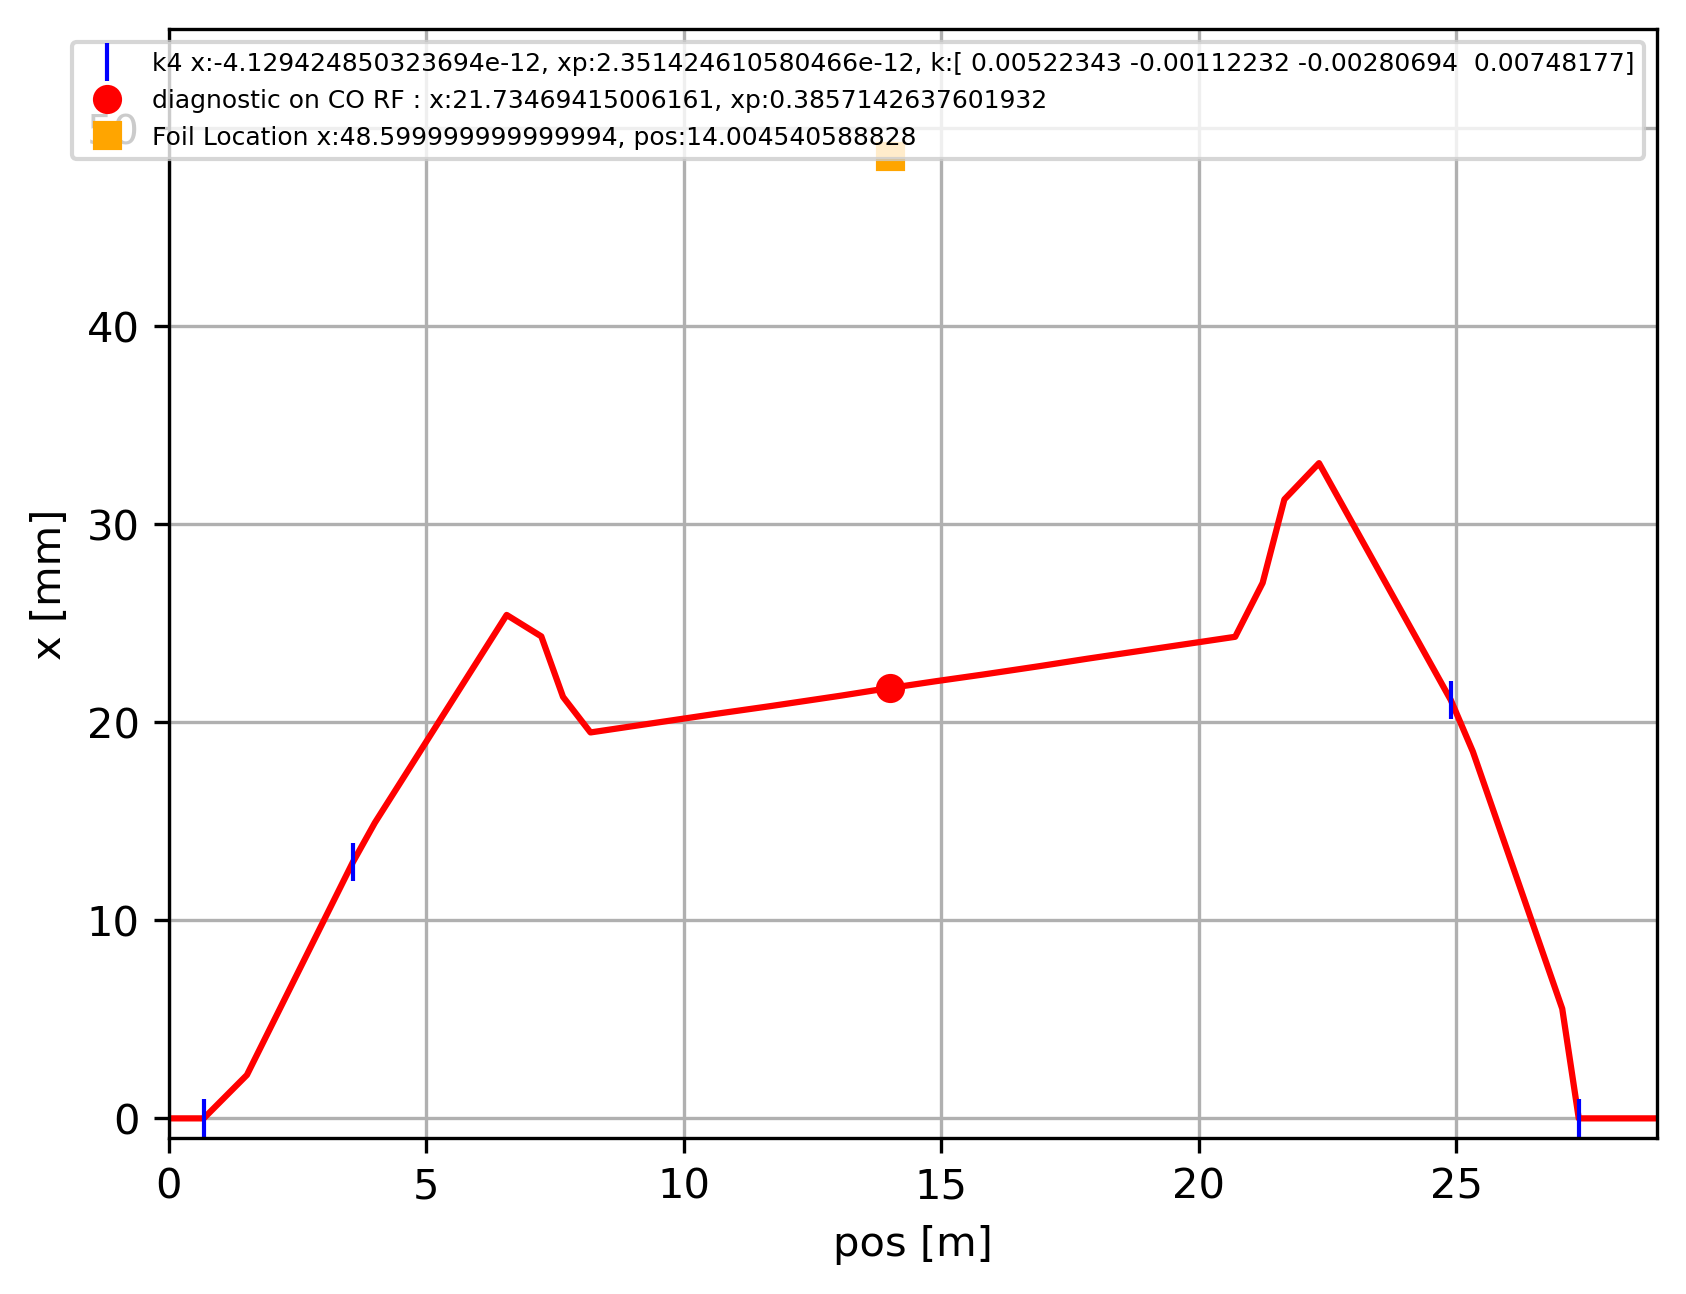 k4 x:-4.129424850323694e-12, xp:2.351424610580466e-12, k:[ 0.00522343 -0.00112232 -0.00280694  0.00748177]
diagnostic on CO RF : x:21.73469415006161, xp:0.3857142637601932
Foil Location x:48.599999999999994, pos:14.004540588828
50
40
30
20
10
0
x [mm]
0 5 10 15 20 25
pos [m]